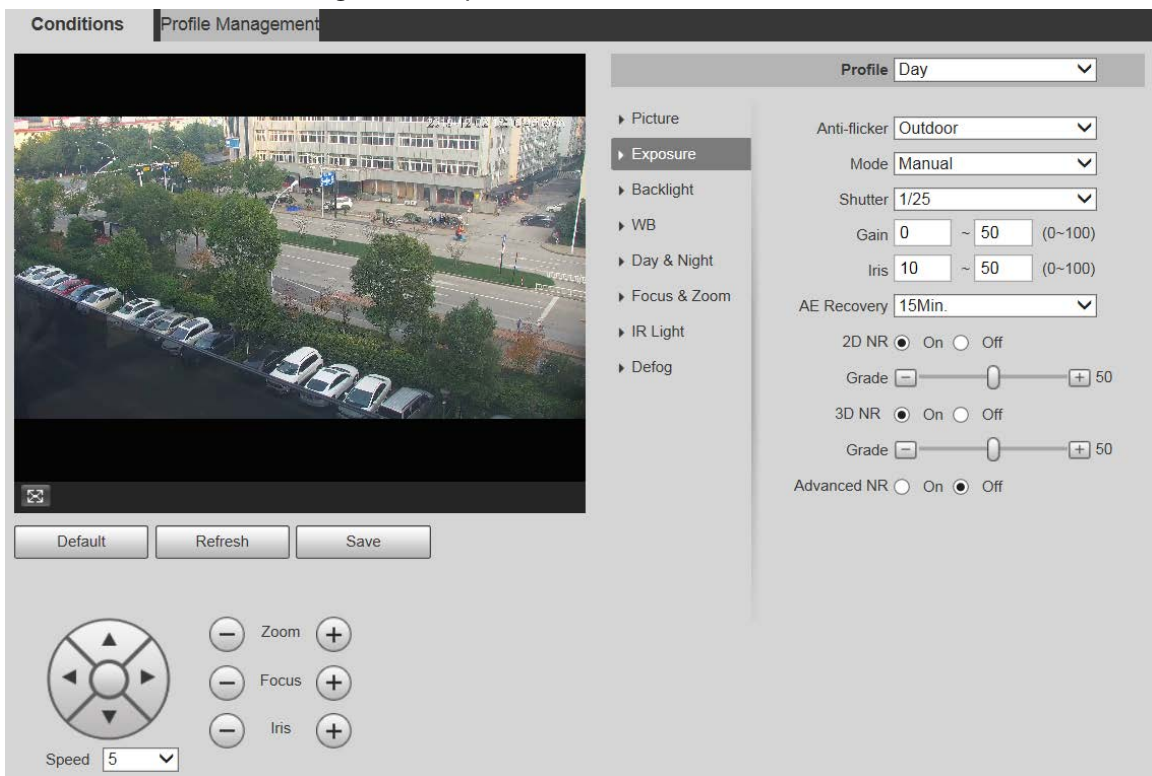 Conditions
Profile Management
Profile Day
Picture
Exposure
Backlight
WB
Day & Night
Focus & Zoom
IR Light
Defog
Anti-flicker Outdoor
Mode Manual
Shutter 1/25
Gain 0 ~ 50 (0~100)
Iris 10 ~ 50 (0~100)
AE Recovery 15Min.
2D NR On Off
Grade - + 50
3D NR On Off
Grade - + 50
Advanced NR On Off
Default Refresh Save
- Zoom +
- Focus +
- Iris +
Speed 5